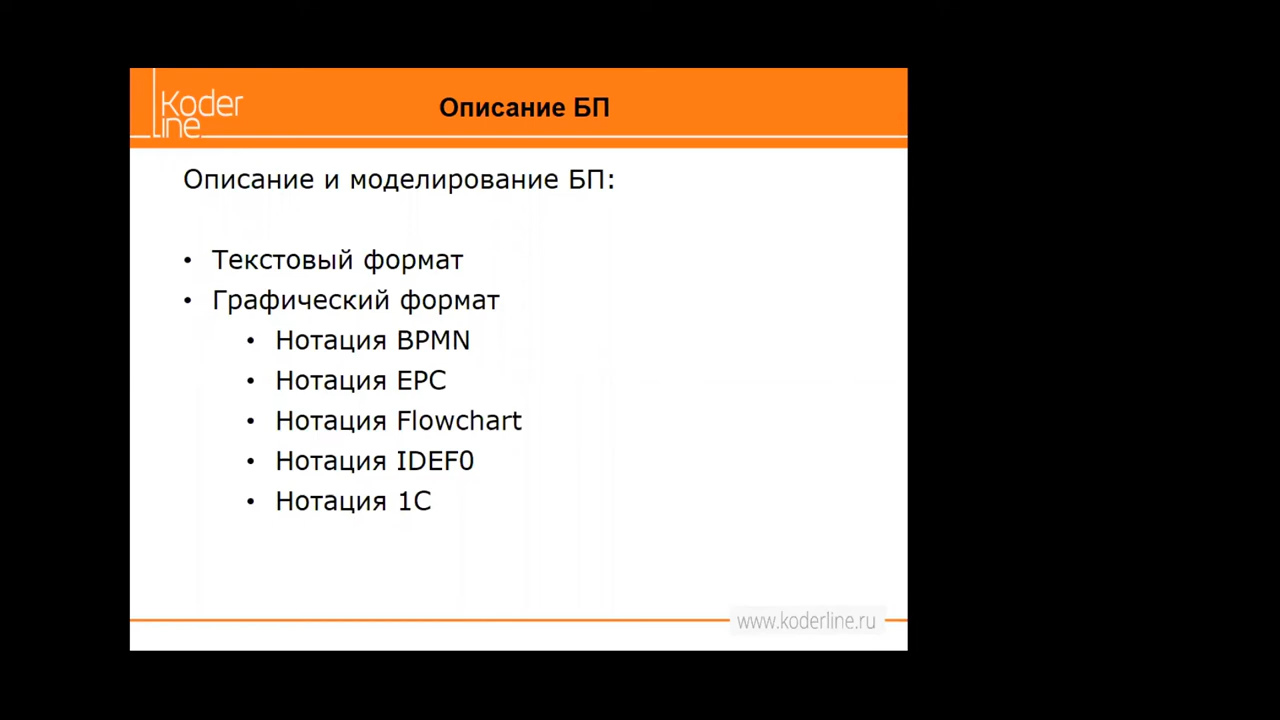 Koder
line
Описание БП
Описание и моделирование БП:
• Текстовый формат
• Графический формат
• Нотация BPMN
• Нотация EPC
• Нотация Flowchart
• Нотация IDEF0
• Нотация 1С
www.koderline.ru